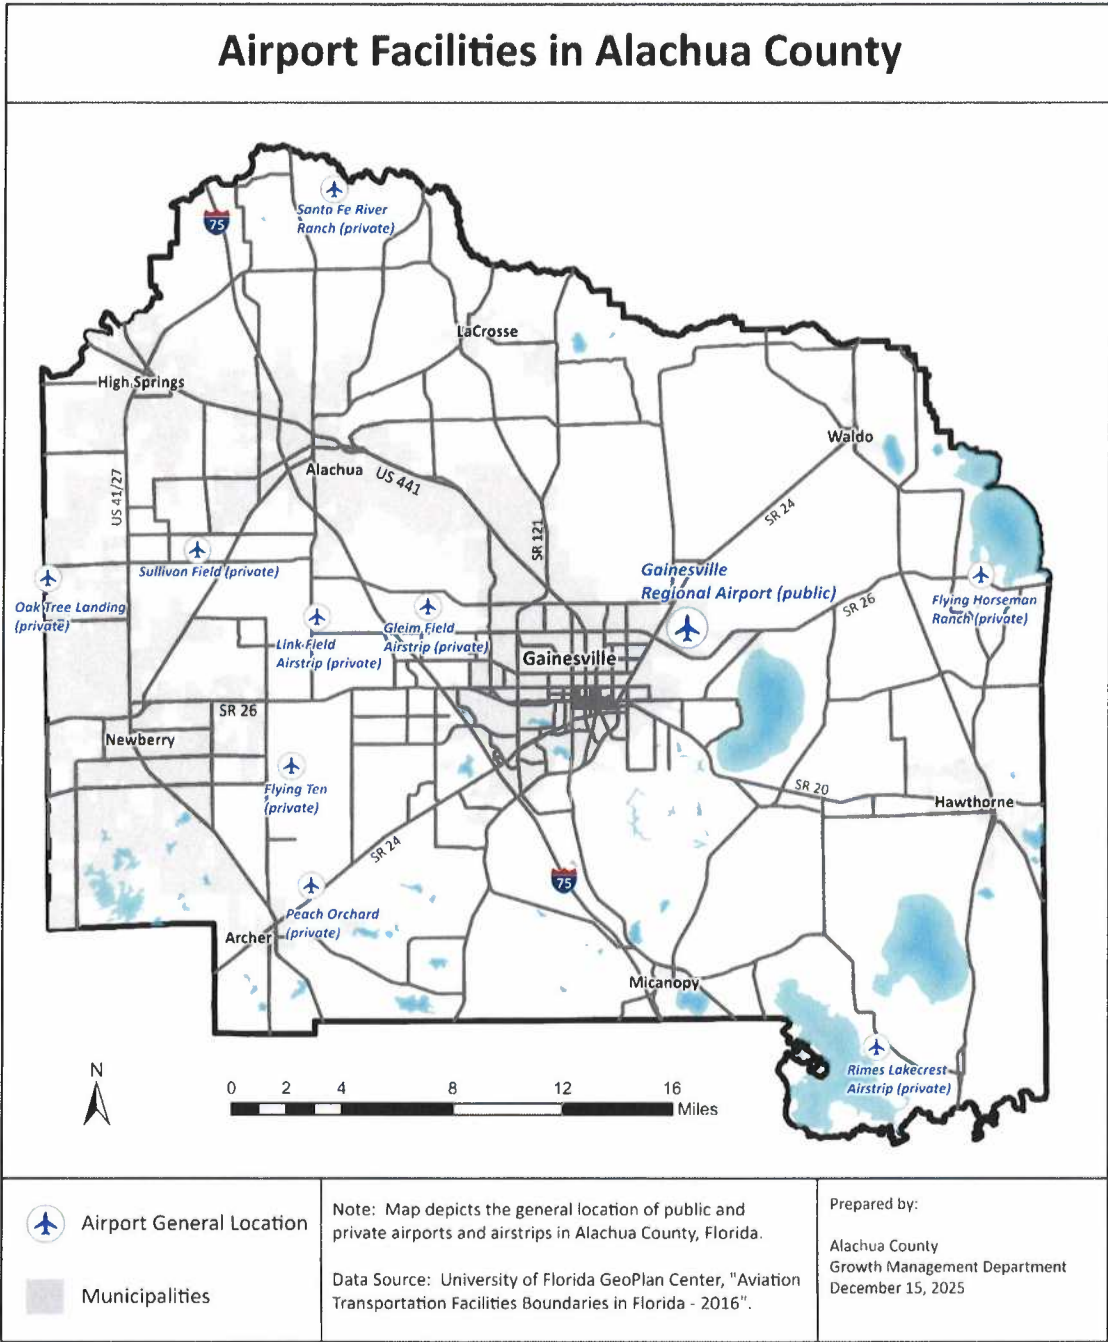 Airport Facilities in Alachua County
75
Santa Fe River
Ranch (private)
LaCrosse
High Springs
Waldo
Alachua
US 441
US 41/27
SR 121
SR 24
Sullivan Field (private)
Oak Tree Landing
(private)
Gainesville
Regional Airport (public)
Flying Horseman
Ranch (private)
SR 26
Link Field
Airstrip (private)
Gleim Field
Airstrip (private)
Gainesville
SR 26
Newberry
Flying Ten
(private)
SR 20
Hawthorne
SR 24
75
Peach Orchard
(private)
Archer
Micanopy
Rimes Lakecrest
Airstrip (private)
N
0 2 4 8 12 16
Miles
Airport General Location
Municipalities
Note: Map depicts the general location of public and
private airports and airstrips in Alachua County, Florida.
Data Source: University of Florida GeoPlan Center, "Aviation
Transportation Facilities Boundaries in Florida - 2016".
Prepared by:
Alachua County
Growth Management Department
December 15, 2025